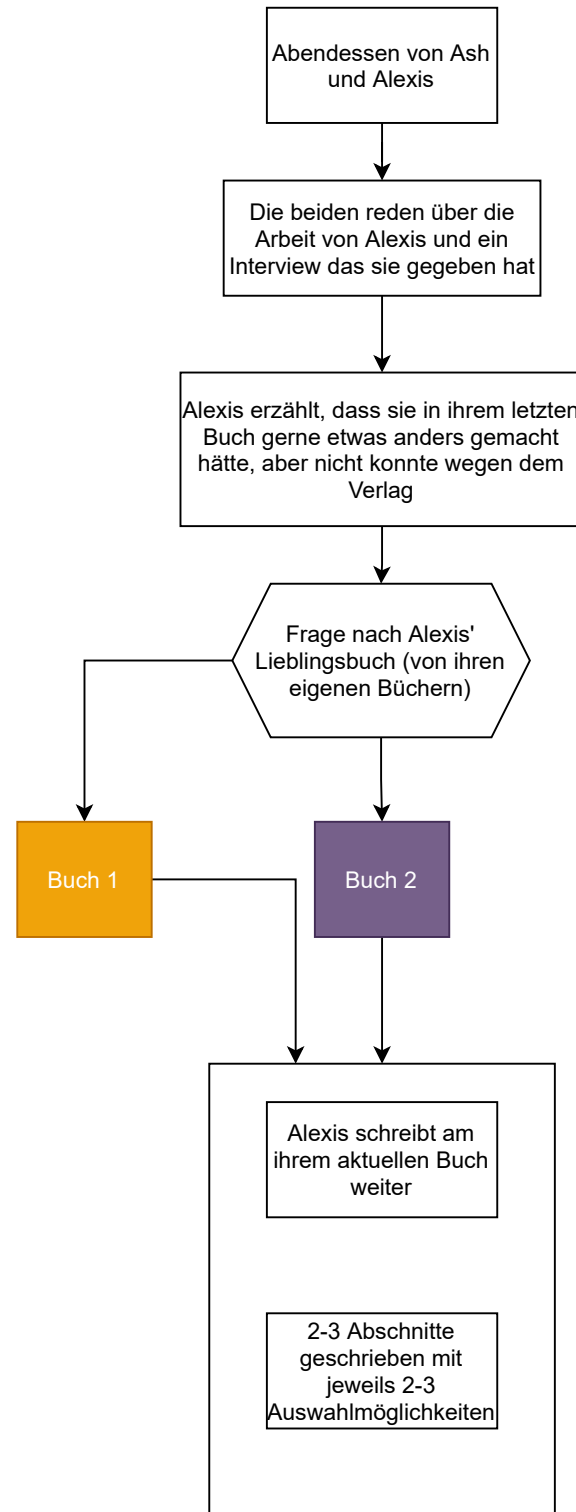 Abendessen von Ash
und Alexis
Die beiden reden über die
Arbeit von Alexis und ein
Interview das sie gegeben hat
Alexis erzählt, dass sie in ihrem letzten
Buch gerne etwas anders gemacht
hätte, aber nicht konnte wegen dem
Verlag
Frage nach Alexis'
Lieblingsbuch (von ihren
eigenen Büchern)
Buch 1
Buch 2
Alexis schreibt am
ihrem aktuellen Buch
weiter
2-3 Abschnitte
geschrieben mit
jeweils 2-3
Auswahlmöglichkeiten